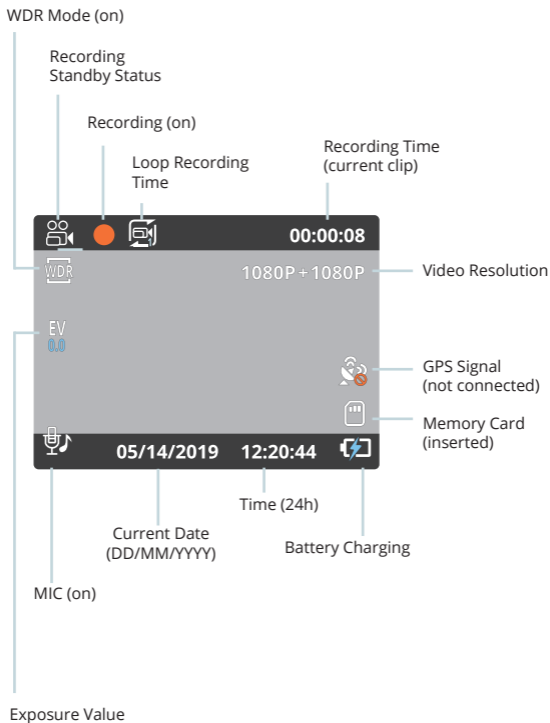 WDR Mode (on)
Recording
Standby Status
Recording (on)
Loop Recording
Time
Recording Time
(current clip)
1
00:00:08
WDR
1080P+1080P
Video Resolution
EV
0.0
GPS Signal
(not connected)
Memory Card
(inserted)
05/14/2019
12:20:44
Time (24h)
Current Date
(DD/MM/YYYY)
Battery Charging
MIC (on)
Exposure Value